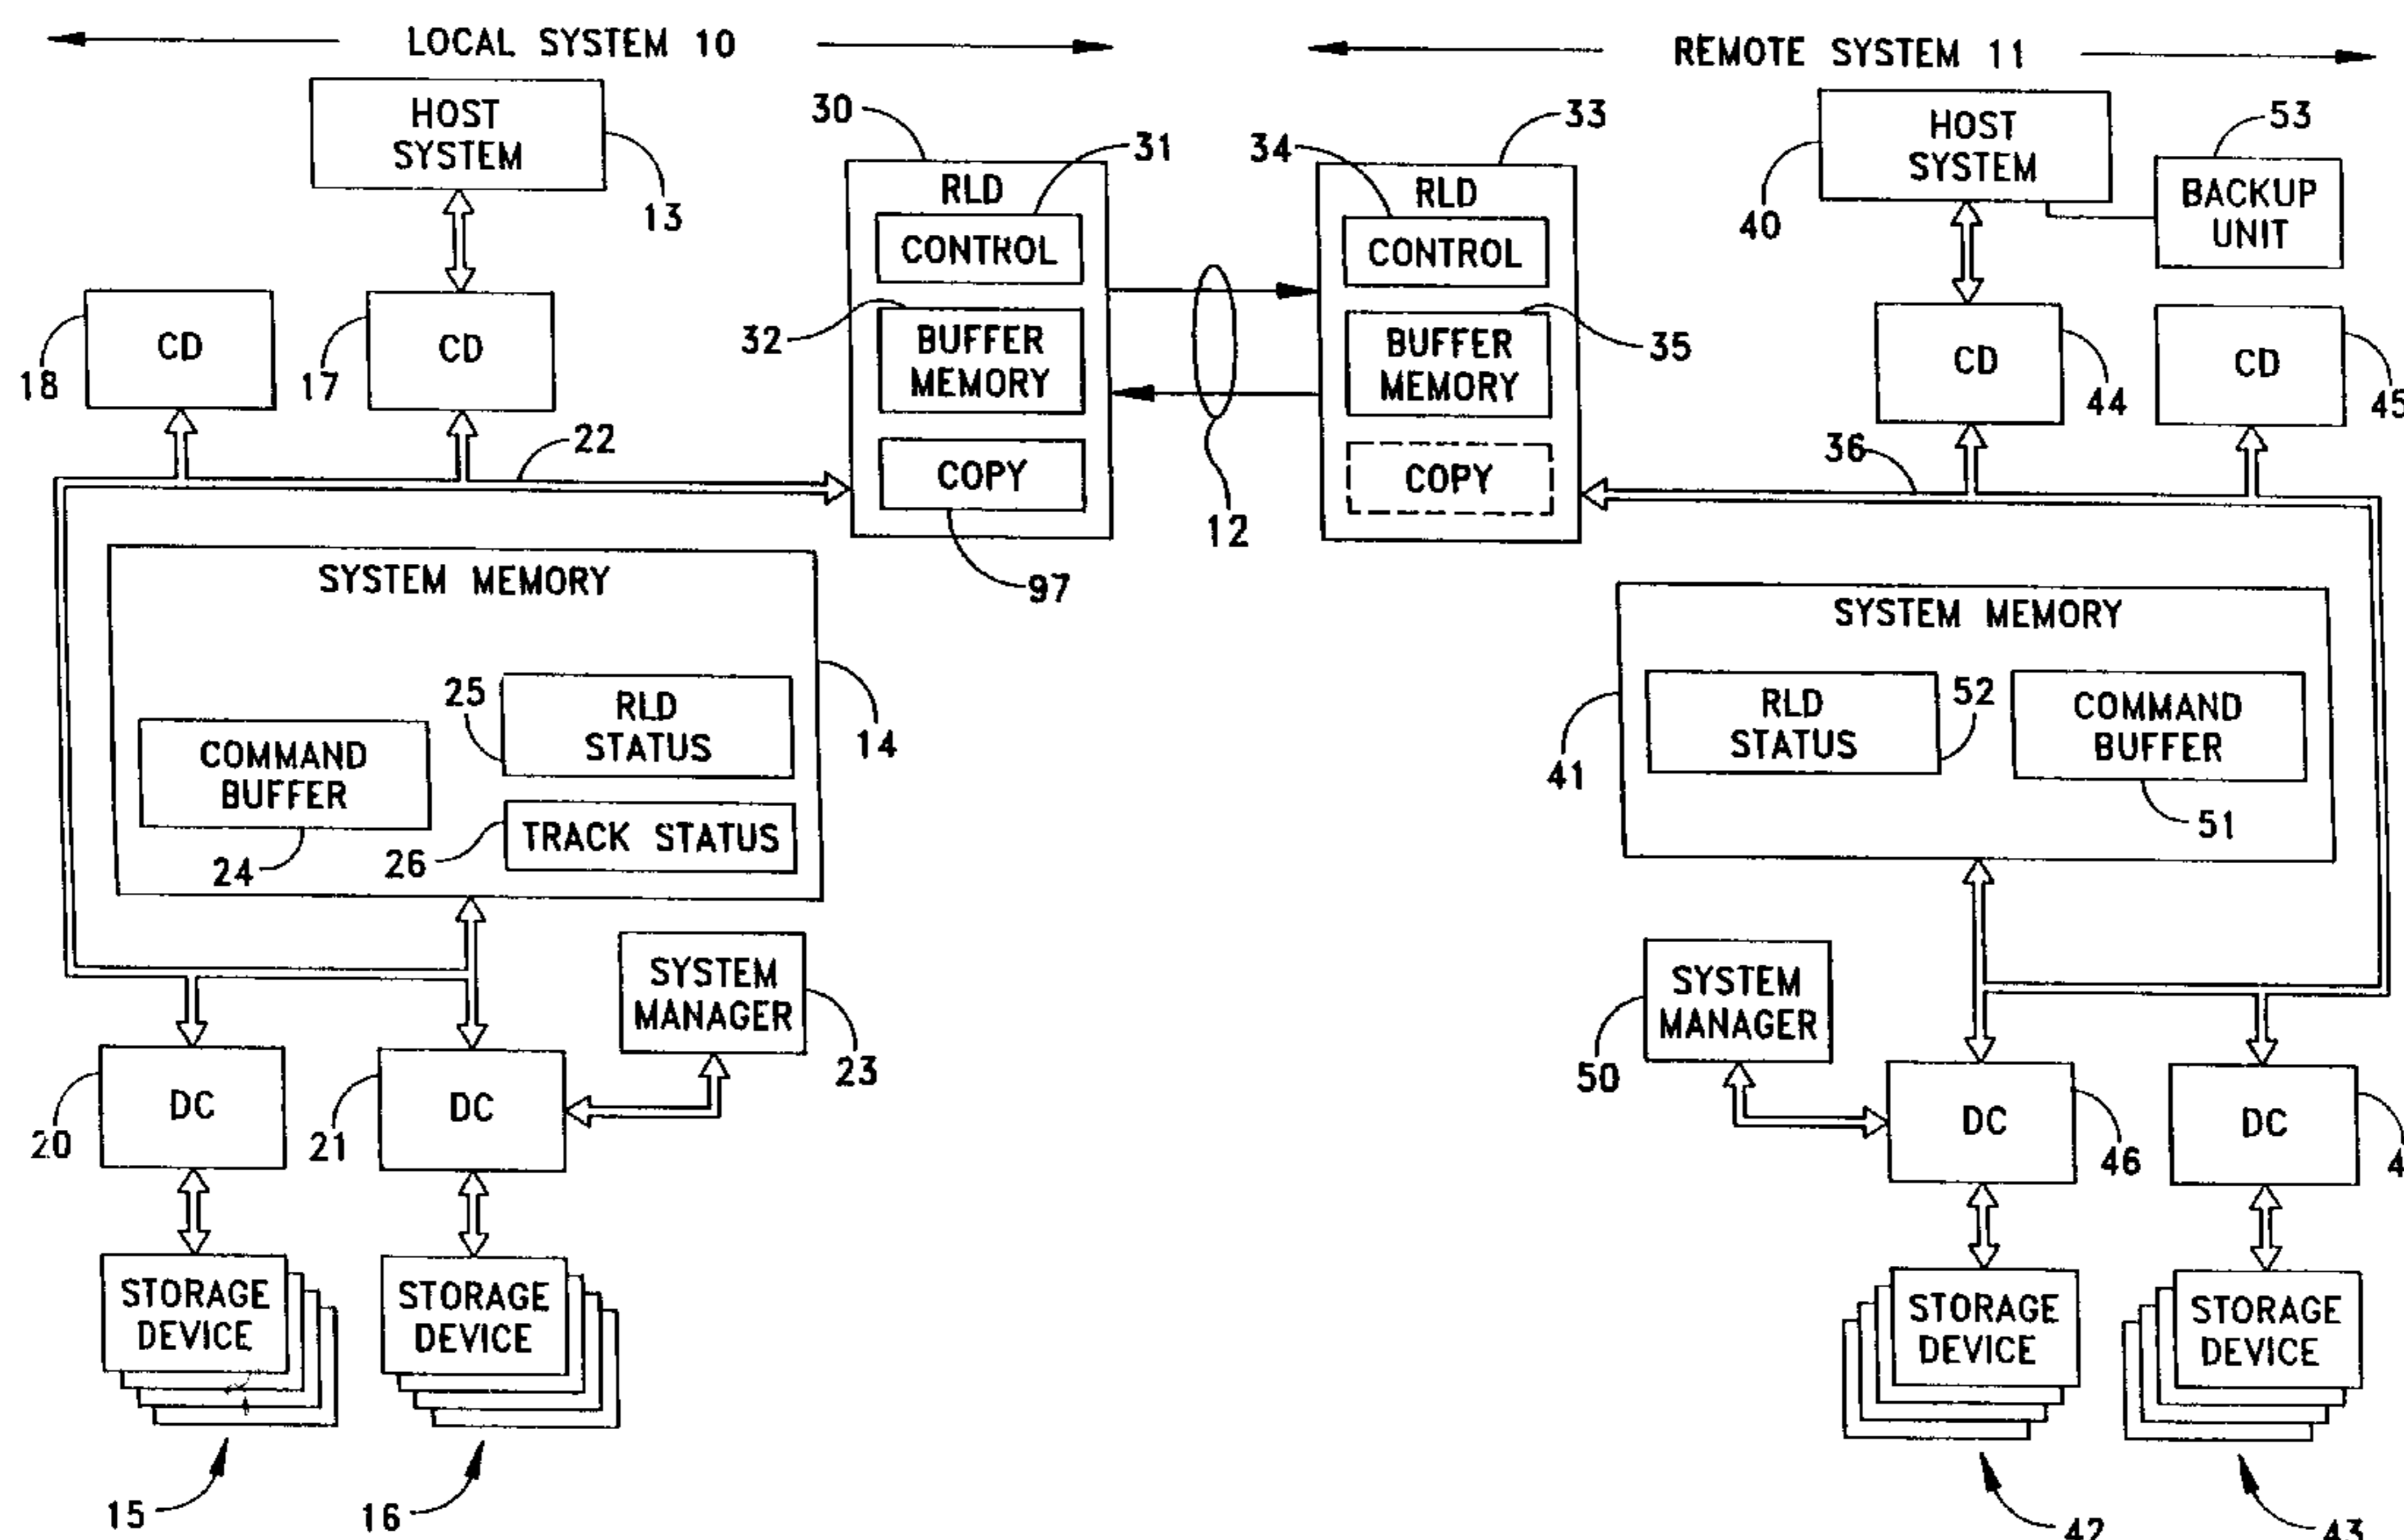 LOCAL SYSTEM 10
REMOTE SYSTEM 11
HOST
SYSTEM
13
30
31
RLD
CONTROL
32
BUFFER
MEMORY
COPY
97
12
33
34
RLD
CONTROL
35
BUFFER
MEMORY
COPY
HOST
SYSTEM
40
53
BACKUP
UNIT
18
CD
17
CD
22
CD
44
CD
45
36
SYSTEM MEMORY
14
25
RLD
STATUS
COMMAND
BUFFER
24
26
TRACK STATUS
SYSTEM MEMORY
41
RLD
STATUS
52
COMMAND
BUFFER
51
SYSTEM
MANAGER
23
20
DC
21
DC
SYSTEM
MANAGER
50
DC
46
DC
STORAGE
DEVICE
15
STORAGE
DEVICE
16
STORAGE
DEVICE
42
STORAGE
DEVICE
43